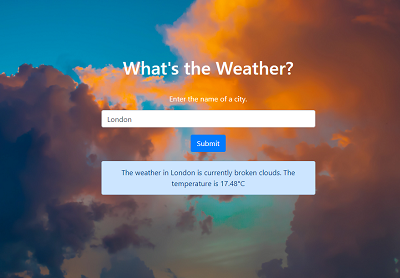 What's the Weather?
Enter the name of a city.
London
Submit
The weather in London is currently broken clouds. The
temperature is 17.48°C